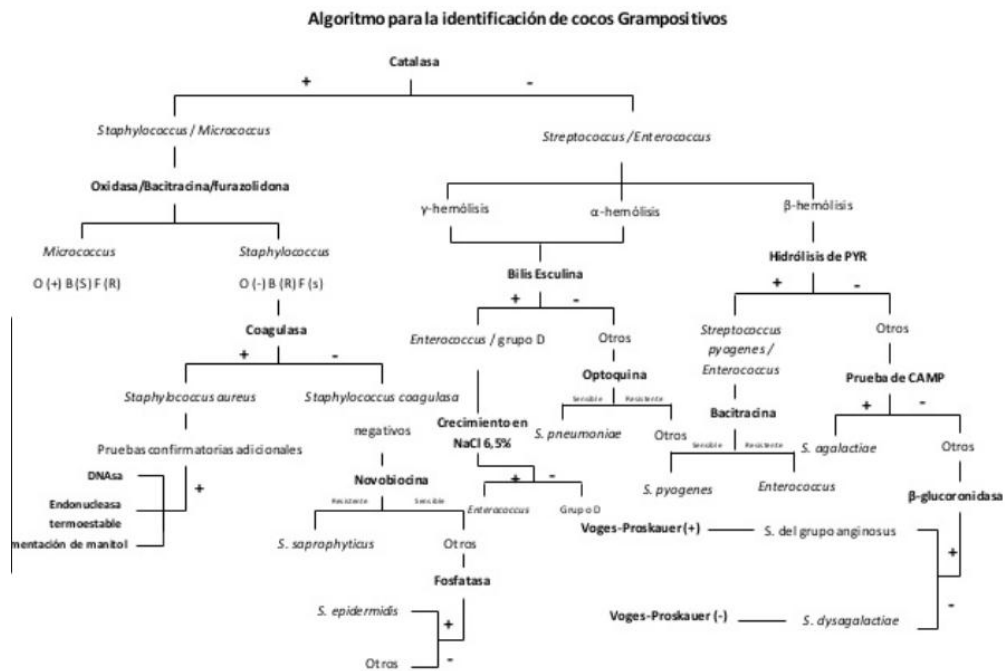 Algoritmo para la identificación de cocos Grampositivos
Catalasa
+ -
Staphylococcus / Micrococcus
Streptococcus / Enterococcus
Oxidasa/Bacitracina/furazolidona
γ-hemólisis
α-hemólisis
β-hemólisis
Micrococcus
Staphylococcus
O (+) B (S) F (R)
O (-) B (R) F (s)
Bilis Esculina
+ -
Hidrólisis de PYR
+ -
Coagulasa
+ -
Enterococcus / grupo D
Otros
Streptococcus
pyogenes /
Enterococcus
Otros
Staphylococcus aureus
Staphylococcus coagulasa
negativos
Optoquina
Sensible Resistente
Prueba de CAMP
+ -
Pruebas confirmatorias adicionales
Crecimiento en
NaCl 6,5%
+ -
S. pneumoniae
Otros
Bacitracina
Sensible Resistente
S. agalactiae
Otros
DNAsa
Endonucleasa
termoestable
mentación de manitol
+
Novobiocina
Resistente Sensible
Enterococcus
Grupo D
S. pyogenes
Enterococcus
β-glucoronidasa
S. saprophyticus
Otros
Voges-Proskauer (+)
S. del grupo anginosus
+
Fosfatasa
S. epidermidis
+
-
Otros
Voges-Proskauer (-)
S. dysagalactiae
-